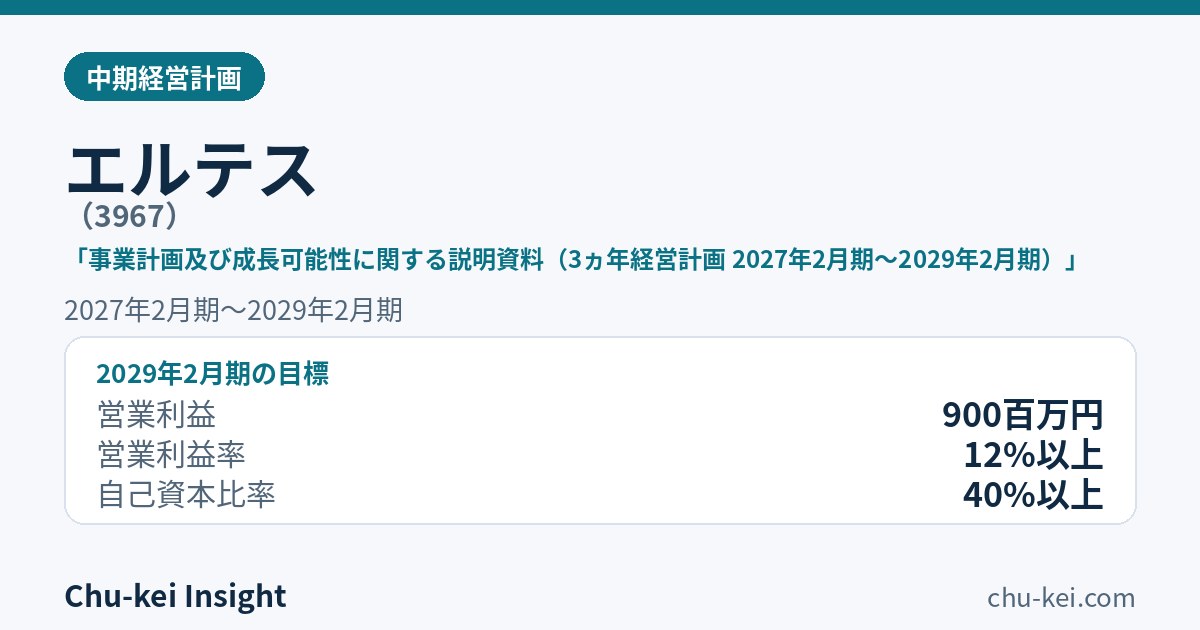 中期経営計画
エルテス
（3967）
「事業計画及び成長可能性に関する説明資料（3ヵ年経営計画 2027年2月期〜2029年2月期）」
2027年2月期〜2029年2月期
2029年2月期の目標
営業利益 900百万円
営業利益率 12%以上
自己資本比率 40%以上
Chu-kei Insight chu-kei.com